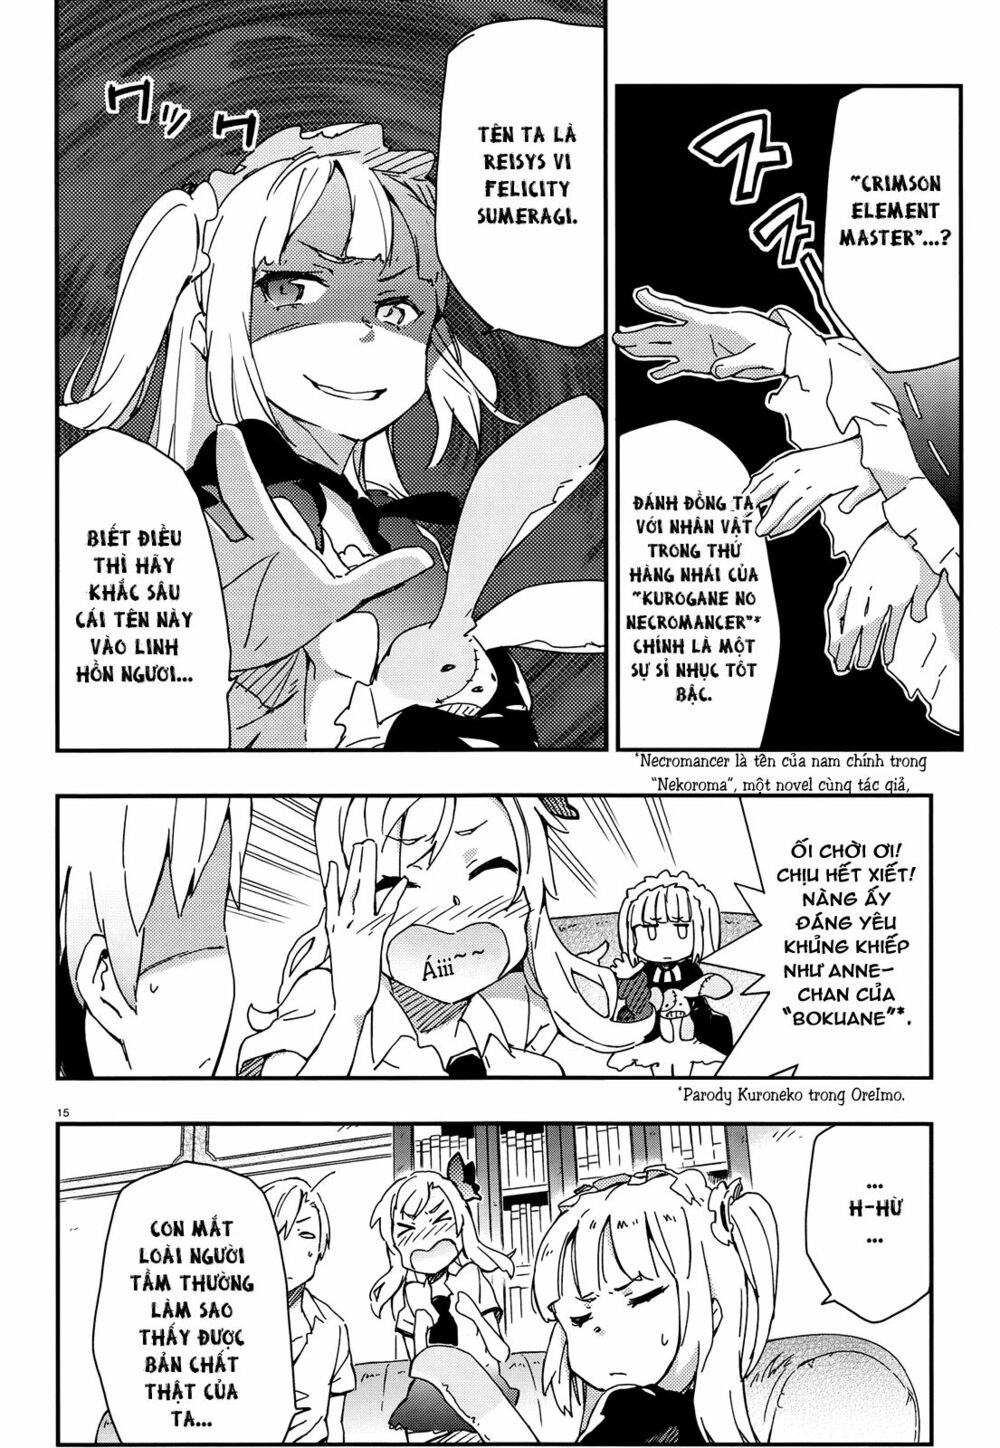 "CRIMSON
ELEMENT
MASTER"...?
スス
ĐÁNH ĐỒNG TA
VỚI NHÂN VẬT
TRONG THỨ
HÀNG NHÁI CỦA
"KUROGANE NO
NECROMANCER"*
CHÍNH LÀ MỘT
SỰ SỈ NHỤC TỐT
BẬC.
*Necromancer là tên của nam chính trong
"Nekoroma", một novel cùng tác giả,
TÊN TA LÀ
REISYS VI
FELICITY
SUMERAGI.
クックク
BIẾT ĐIỀU
THÌ HÃY
KHẮC SÂU
CÁI TÊN NÀY
VÀO LINH
HỒN NGƯƠI...
ỐI CHỜI ƠI!
CHỊU HẾT XIẾT!
NÀNG ẤY
ĐÁNG YÊU
KHỦNG KHIẾP
NHƯ ANNE-
CHAN CỦA
"BOKUANE"*.
Áiii~~
*Parody Kuroneko trong OreImo.
15
...
H-HỪ
...
CON MẮT
LOÀI NGƯỜI
TẦM THƯỜNG
LÀM SAO
THẤY ĐƯỢC
BẢN CHẤT
THẬT CỦA
TA...